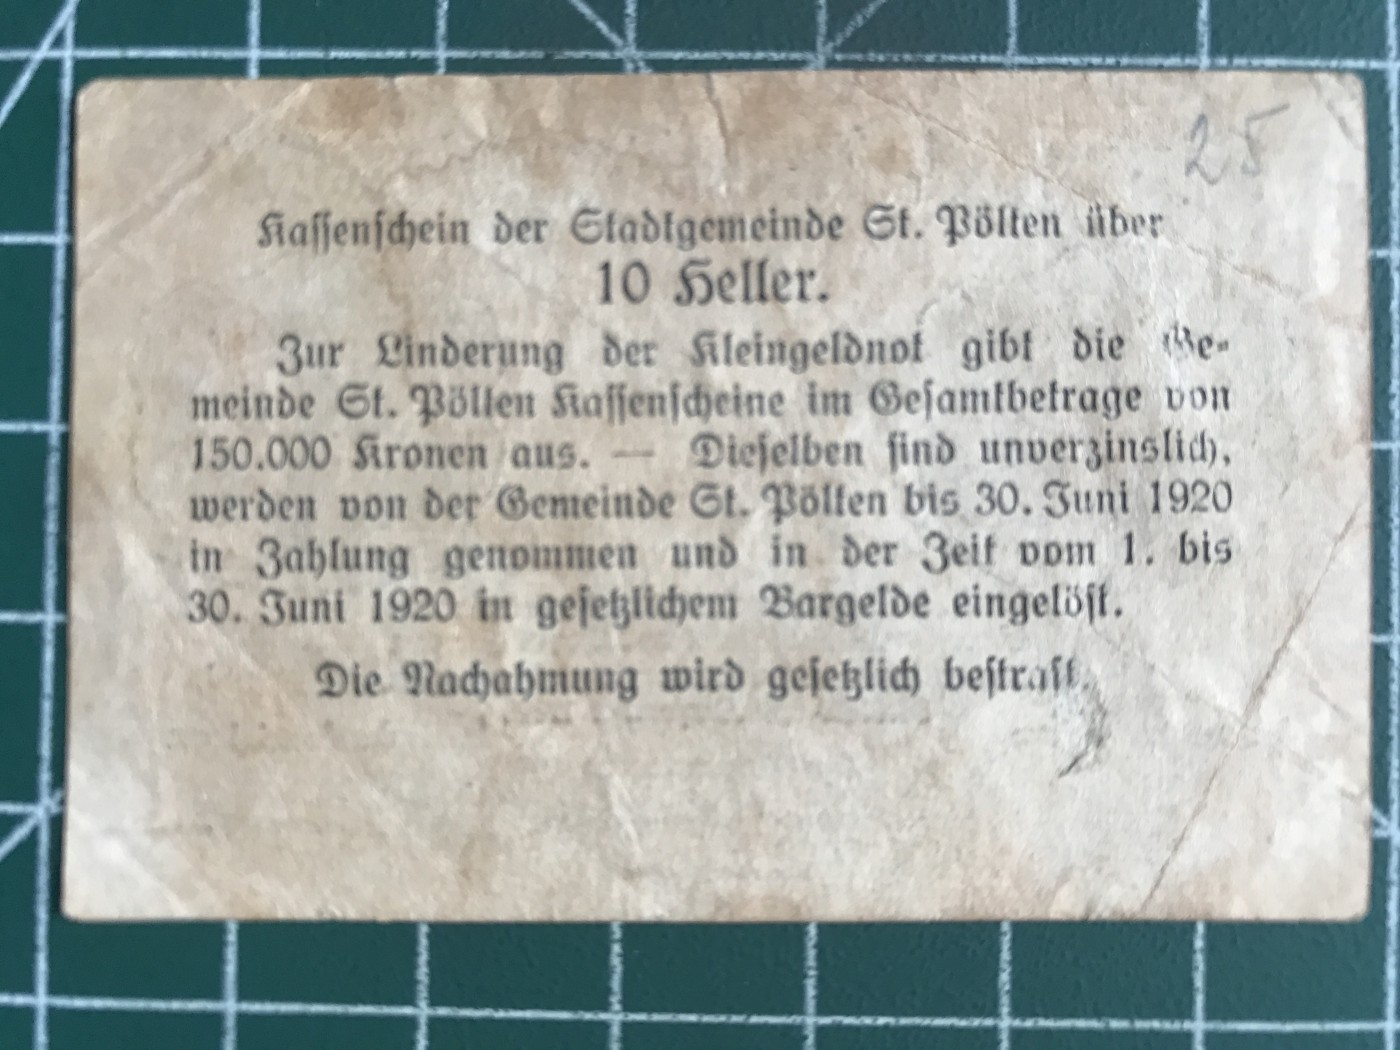 25
Kassenschein der Stadtgemeinde St. Pölten über
10 Heller.
Zur Linderung der Kleingeldnot gibt die Ge-
meinde St. Pölten Kassenscheine im Gesamtbetrage von
150.000 Kronen aus. — Dieselben sind unverzinslich,
werden von der Gemeinde St. Pölten bis 30. Juni 1920
in Zahlung genommen und in der Zeit vom 1. bis
30. Juni 1920 in gesetzlichem Bargelde eingelöst.
Die Nachahmung wird gesetzlich bestraft.